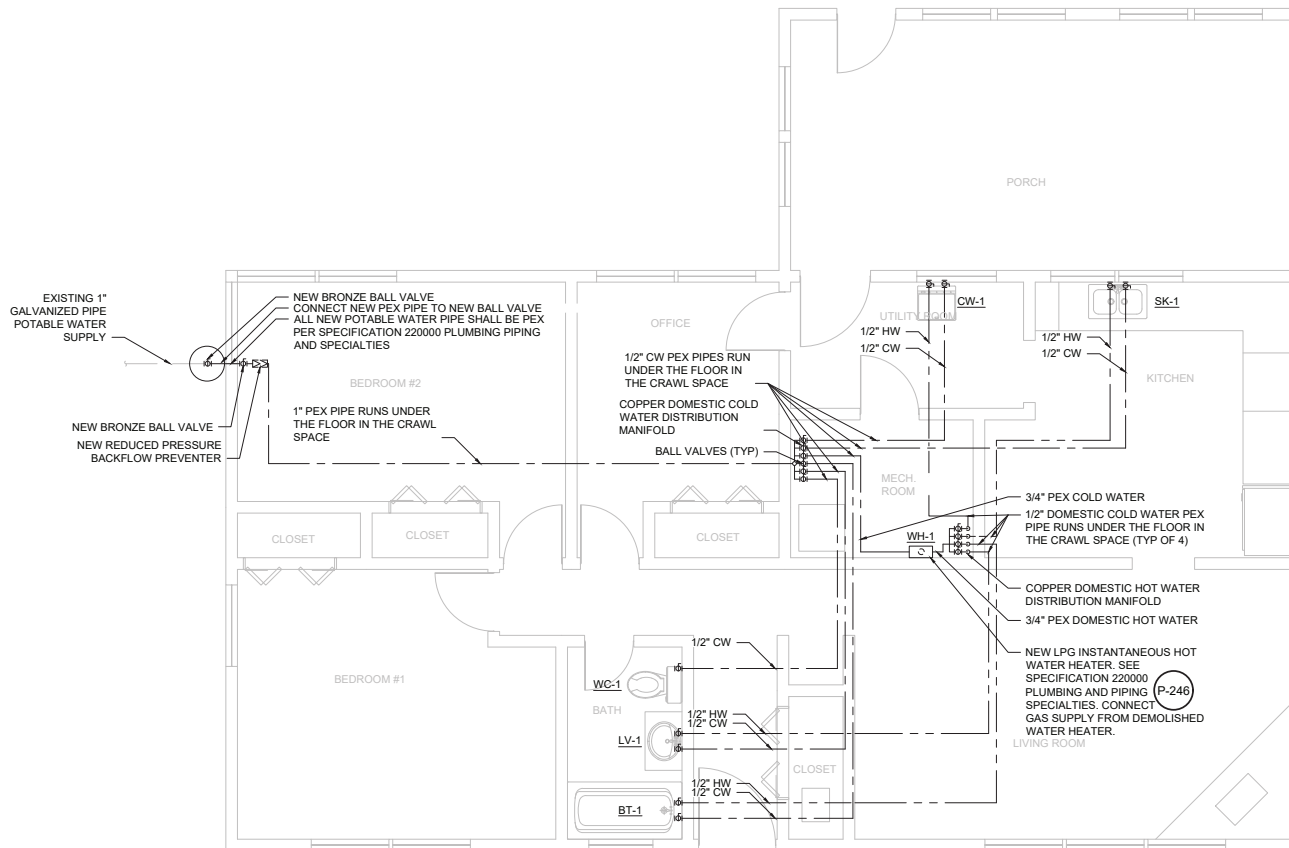 PORCH
EXISTING 1"
GALVANIZED PIPE
POTABLE WATER
SUPPLY
NEW BRONZE BALL VALVE
CONNECT NEW PEX PIPE TO NEW BALL VALVE
ALL NEW POTABLE WATER PIPE SHALL BE PEX
PER SPECIFICATION 220000 PLUMBING PIPING
AND SPECIALTIES
OFFICE
CW-1
UTILITY ROOM
SK-1
1/2" HW
1/2" CW
1/2" HW
1/2" CW
KITCHEN
BEDROOM #2
1/2" CW PEX PIPES RUN
UNDER THE FLOOR IN
THE CRAWL SPACE
COPPER DOMESTIC COLD
WATER DISTRIBUTION
MANIFOLD
BALL VALVES (TYP)
1" PEX PIPE RUNS UNDER
THE FLOOR IN THE CRAWL
SPACE
NEW BRONZE BALL VALVE
NEW REDUCED PRESSURE
BACKFLOW PREVENTER
MECH.
ROOM
3/4" PEX COLD WATER
1/2" DOMESTIC COLD WATER PEX
PIPE RUNS UNDER THE FLOOR IN
THE CRAWL SPACE (TYP OF 4)
CLOSET
CLOSET
CLOSET
WH-1
COPPER DOMESTIC HOT WATER
DISTRIBUTION MANIFOLD
3/4" PEX DOMESTIC HOT WATER
NEW LPG INSTANTANEOUS HOT
WATER HEATER. SEE
SPECIFICATION 220000
PLUMBING AND PIPING
SPECIALTIES. CONNECT
GAS SUPPLY FROM DEMOLISHED
WATER HEATER.
P-246
LIVING ROOM
BEDROOM #1
1/2" CW
WC-1
BATH
1/2" HW
1/2" CW
LV-1
CLOSET
1/2" HW
1/2" CW
BT-1